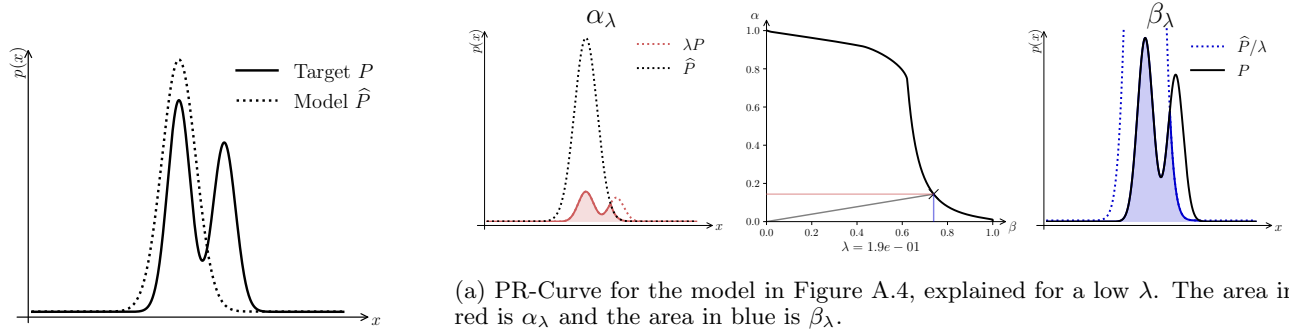 p(x)
Target P
Model P̂
x
α_λ
p(x)
λP
P̂
x
α
1.0
0.8
0.6
0.4
0.2
0.0
0.0 0.2 0.4 0.6 0.8 1.0 β
λ = 1.9e − 01
β_λ
p(x)
P̂/λ
P
x
(a) PR-Curve for the model in Figure A.4, explained for a low λ. The area in
red is α_λ and the area in blue is β_λ.